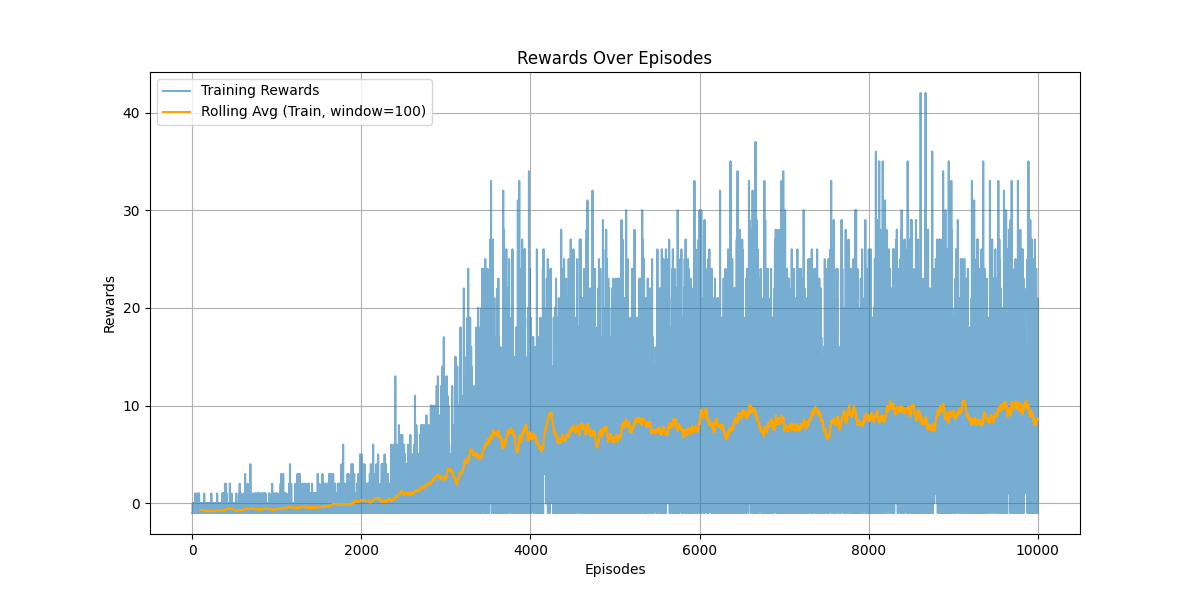 Rewards Over Episodes
Training Rewards
Rolling Avg (Train, window=100)
40
30
20
10
0
Rewards
0 2000 4000 6000 8000 10000
Episodes